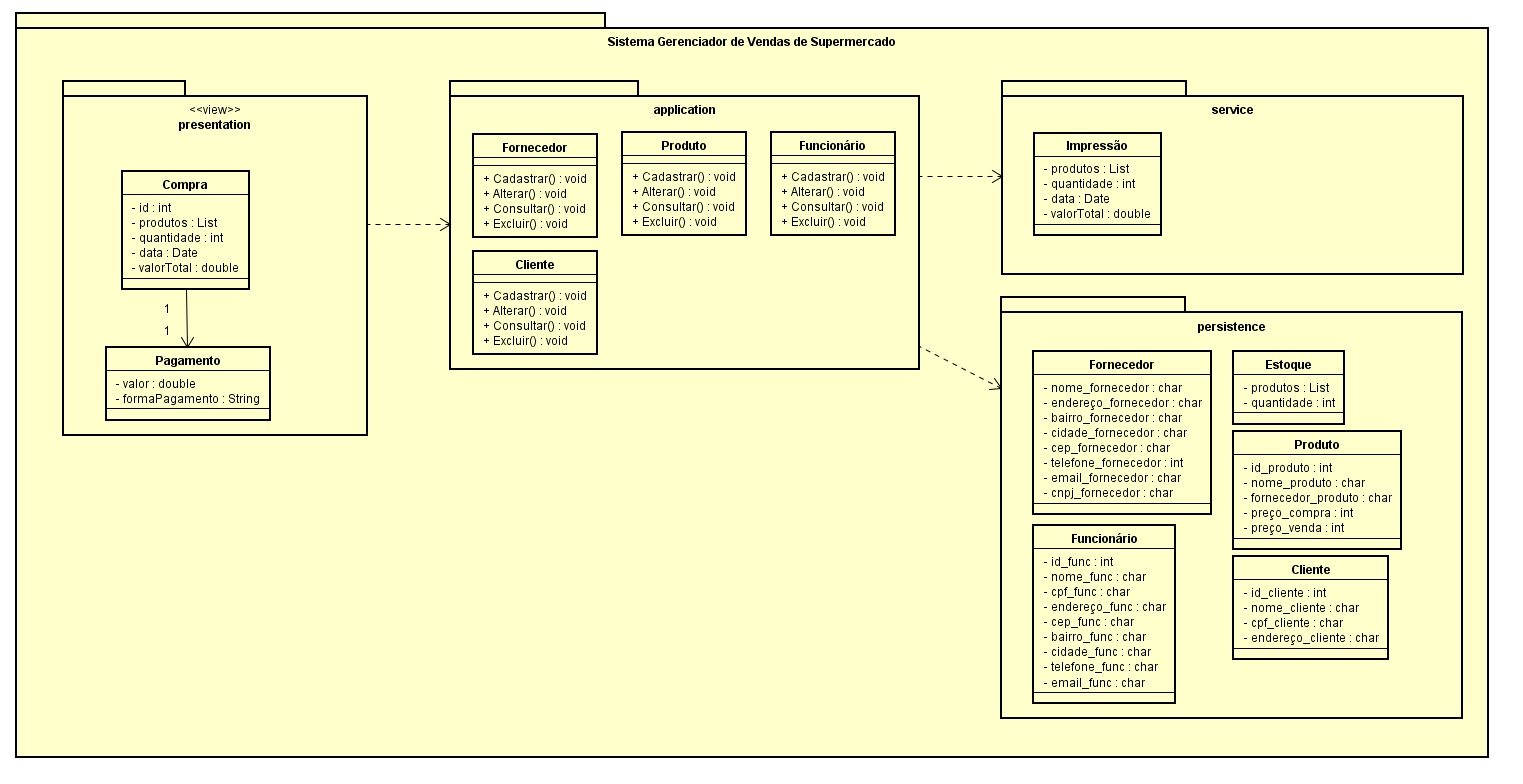 Sistema Gerenciador de Vendas de Supermercado
<<view>>
presentation
Compra
- id : int
- produtos : List
- quantidade : int
- data : Date
- valorTotal : double
1
1
Pagamento
- valor : double
- formaPagamento : String
application
Fornecedor
+ Cadastrar() : void
+ Alterar() : void
+ Consultar() : void
+ Excluir() : void
Produto
+ Cadastrar() : void
+ Alterar() : void
+ Consultar() : void
+ Excluir() : void
Funcionário
+ Cadastrar() : void
+ Alterar() : void
+ Consultar() : void
+ Excluir() : void
Cliente
+ Cadastrar() : void
+ Alterar() : void
+ Consultar() : void
+ Excluir() : void
service
Impressão
- produtos : List
- quantidade : int
- data : Date
- valorTotal : double
persistence
Fornecedor
- nome_fornecedor : char
- endereço_fornecedor : char
- bairro_fornecedor : char
- cidade_fornecedor : char
- cep_fornecedor : char
- telefone_fornecedor : int
- email_fornecedor : char
- cnpj_fornecedor : char
Estoque
- produtos : List
- quantidade : int
Produto
- id_produto : int
- nome_produto : char
- fornecedor_produto : char
- preço_compra : int
- preço_venda : int
Funcionário
- id_func : int
- nome_func : char
- cpf_func : char
- endereço_func : char
- cep_func : char
- bairro_func : char
- cidade_func : char
- telefone_func : char
- email_func : char
Cliente
- id_cliente : int
- nome_cliente : char
- cpf_cliente : char
- endereço_cliente : char